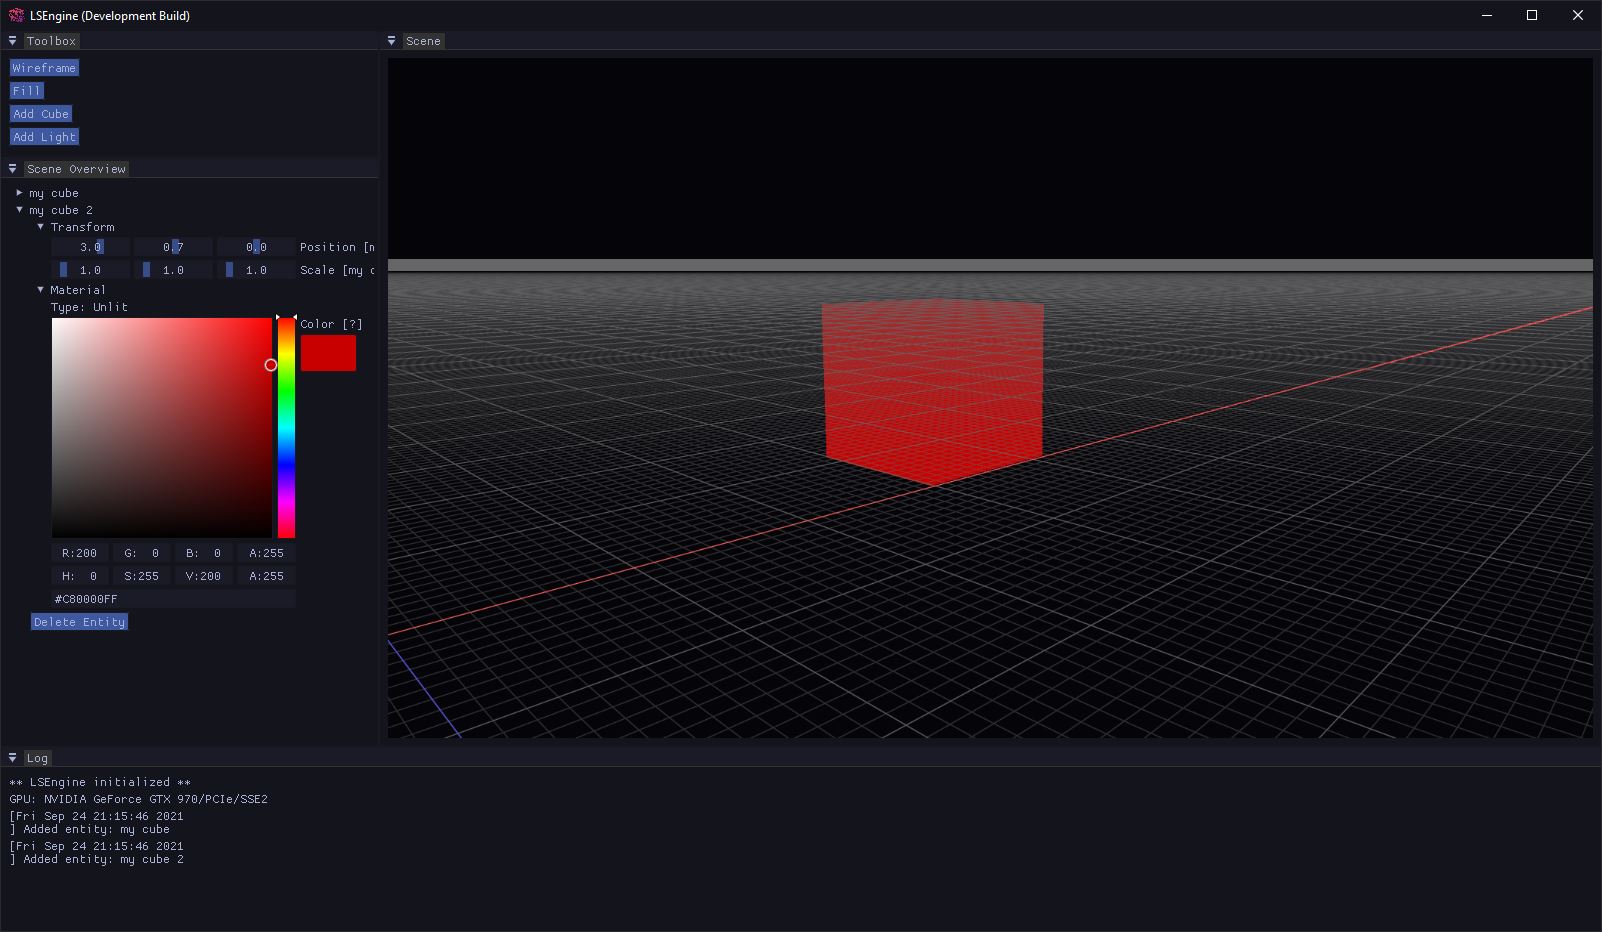 LSEngine (Development Build)
Toolbox
Wireframe
Fill
Add Cube
Add Light
Scene Overview
my cube
my cube 2
Transform
3.0 0.7 0.0 Position [m
1.0 1.0 1.0 Scale [my c
Material
Type: Unlit
Color [?]
R:200 G: 0 B: 0 A:255
H: 0 S:255 V:200 A:255
#C80000FF
Delete Entity
Scene
Log
** LSEngine initialized **
GPU: NVIDIA GeForce GTX 970/PCIe/SSE2
[Fri Sep 24 21:15:46 2021
] Added entity: my cube
[Fri Sep 24 21:15:46 2021
] Added entity: my cube 2